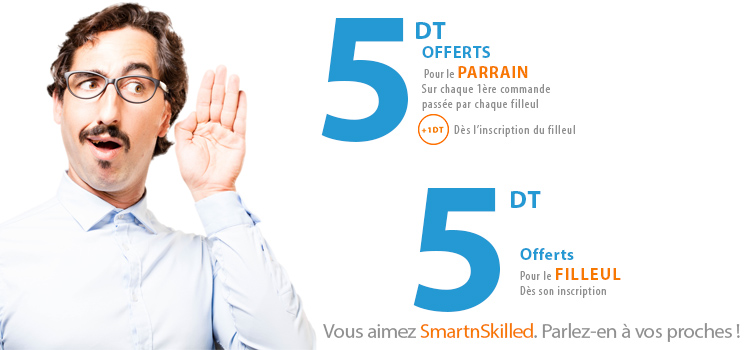 5 DT
OFFERTS
Pour le PARRAIN
Sur chaque 1ère commande
passée par chaque filleul
+1DT Dès l'inscription du filleul
5 DT
Offerts
Pour le FILLEUL
Dès son inscription
Vous aimez SmartnSkilled. Parlez-en à vos proches !